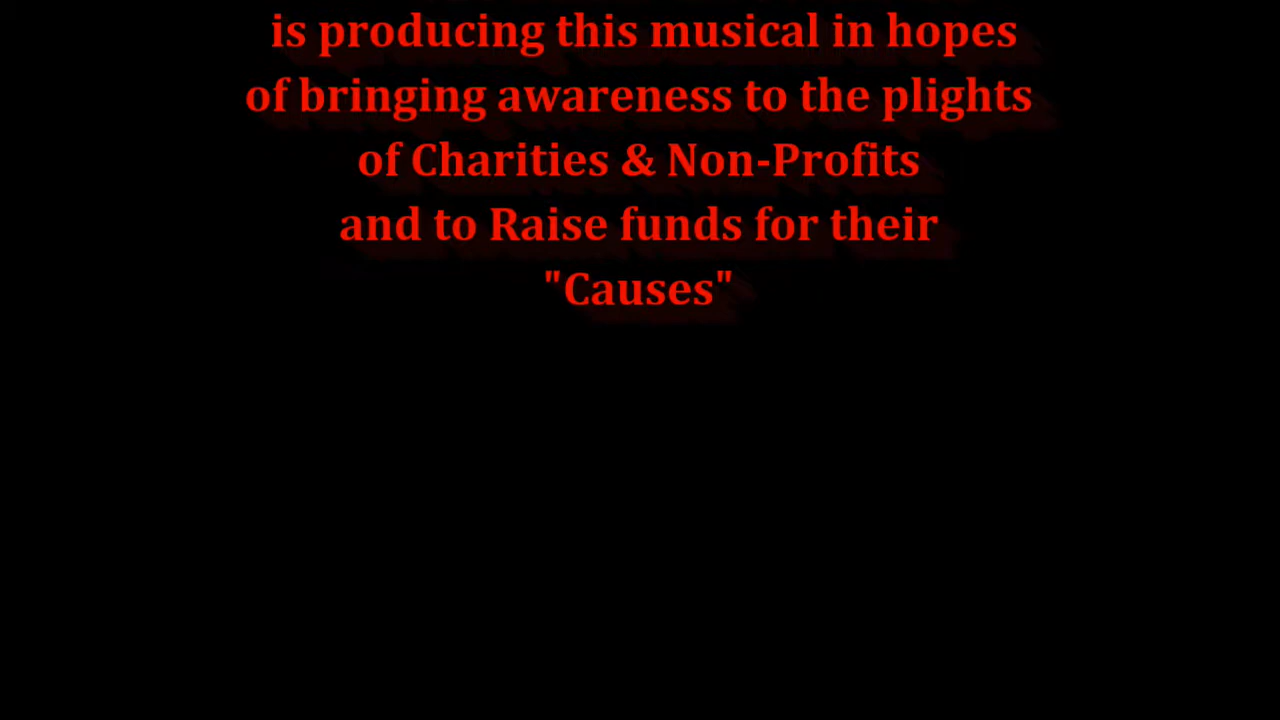 is producing this musical in hopes
of bringing awareness to the plights
of Charities & Non-Profits
and to Raise funds for their
"Causes"